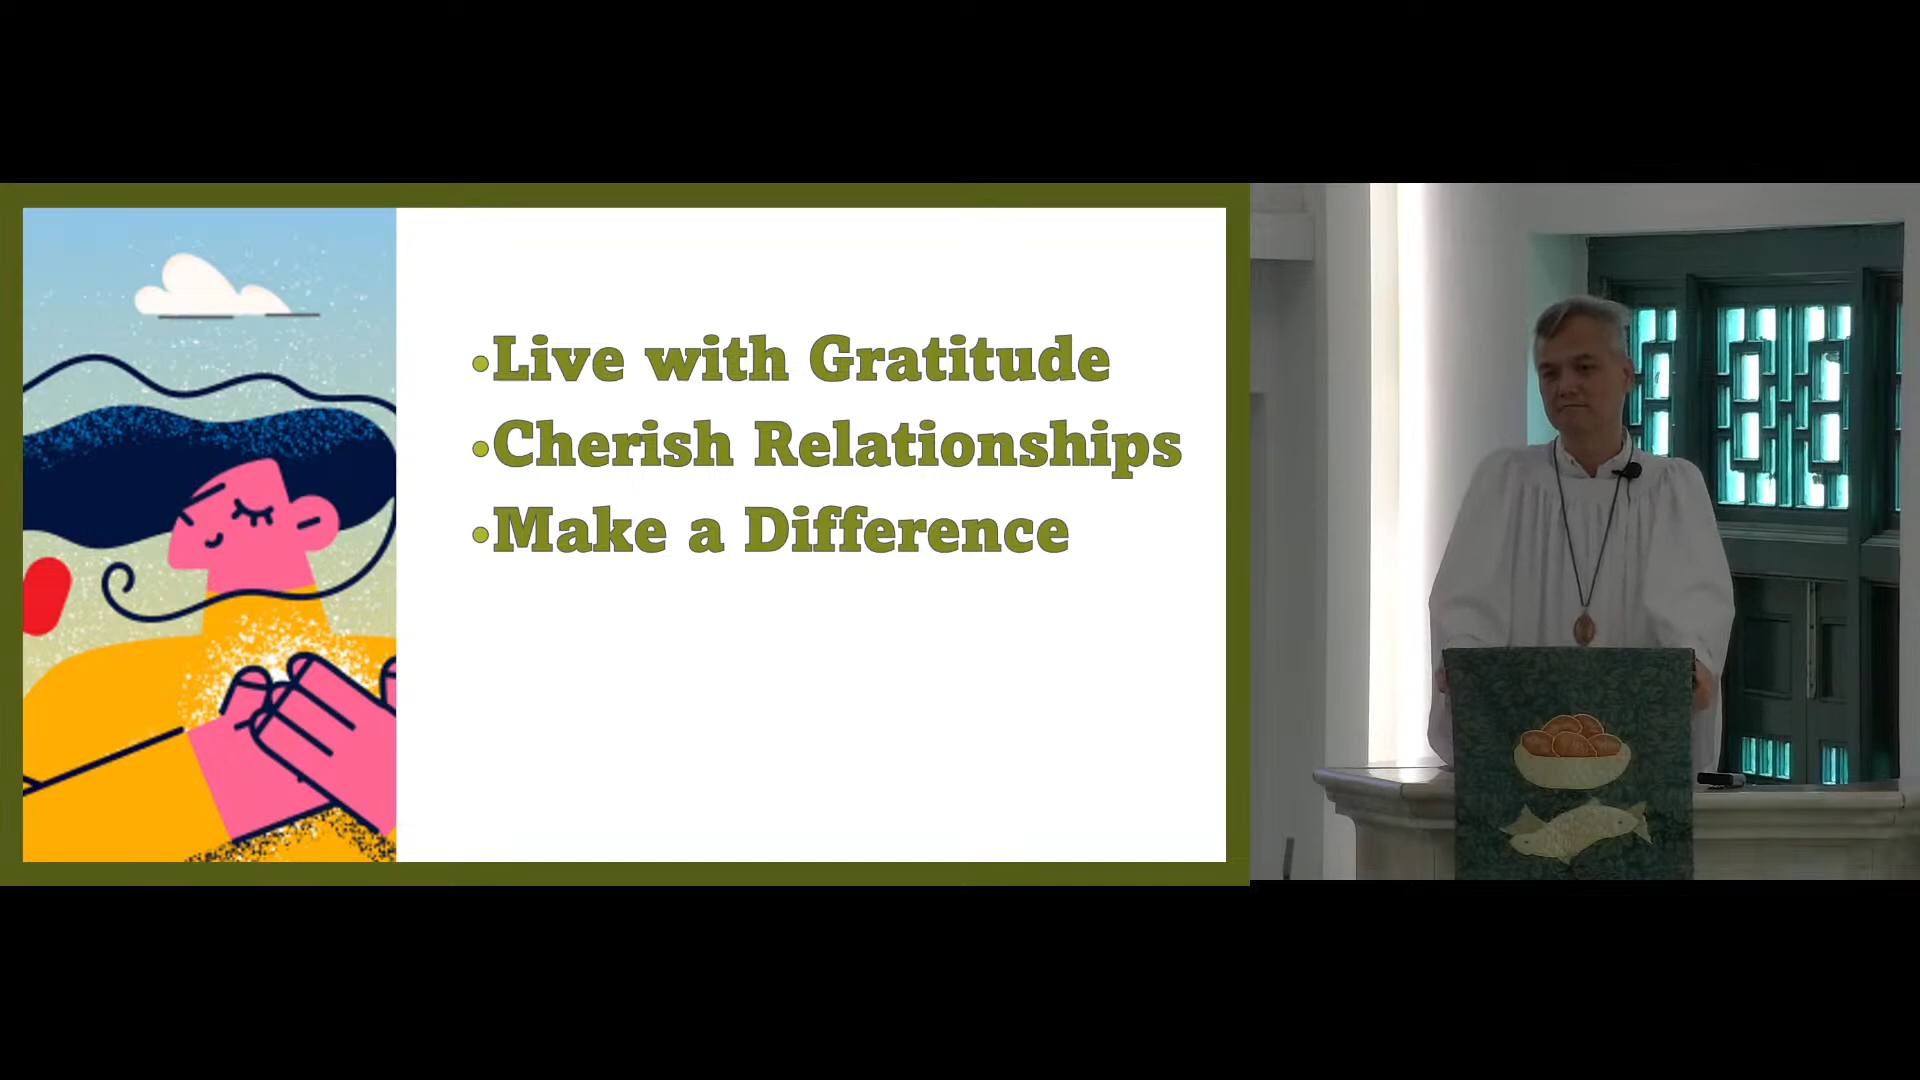 •Live with Gratitude
•Cherish Relationships
•Make a Difference